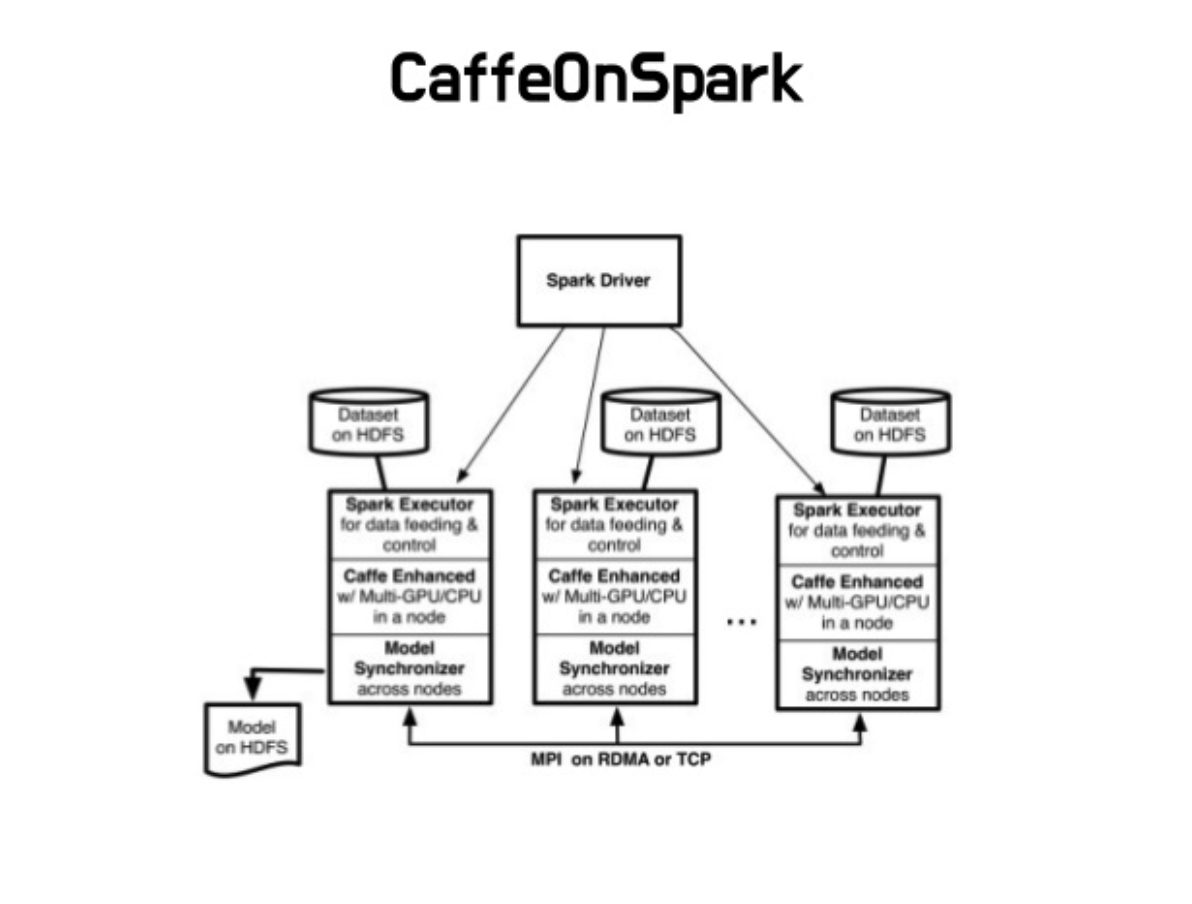 CaffeOnSpark
Spark Driver
Dataset
on HDFS
Dataset
on HDFS
Dataset
on HDFS
Spark Executor
for data feeding &
control
Caffe Enhanced
w/ Multi-GPU/CPU
in a node
Model
Synchronizer
across nodes
Spark Executor
for data feeding &
control
Caffe Enhanced
w/ Multi-GPU/CPU
in a node
Model
Synchronizer
across nodes
...
Spark Executor
for data feeding &
control
Caffe Enhanced
w/ Multi-GPU/CPU
in a node
Model
Synchronizer
across nodes
Model
on HDFS
MPI on RDMA or TCP